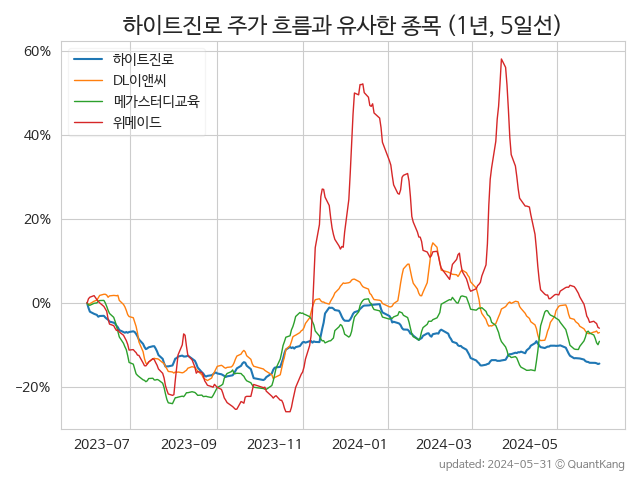 하이트진로 주가 흐름과 유사한 종목 (1년, 5일선)
하이트진로
DL이앤씨
메가스터디교육
위메이드
60%
40%
20%
0%
−20%
2023-07
2023-09
2023-11
2024-01
2024-03
2024-05
updated: 2024-05-31 © QuantKang